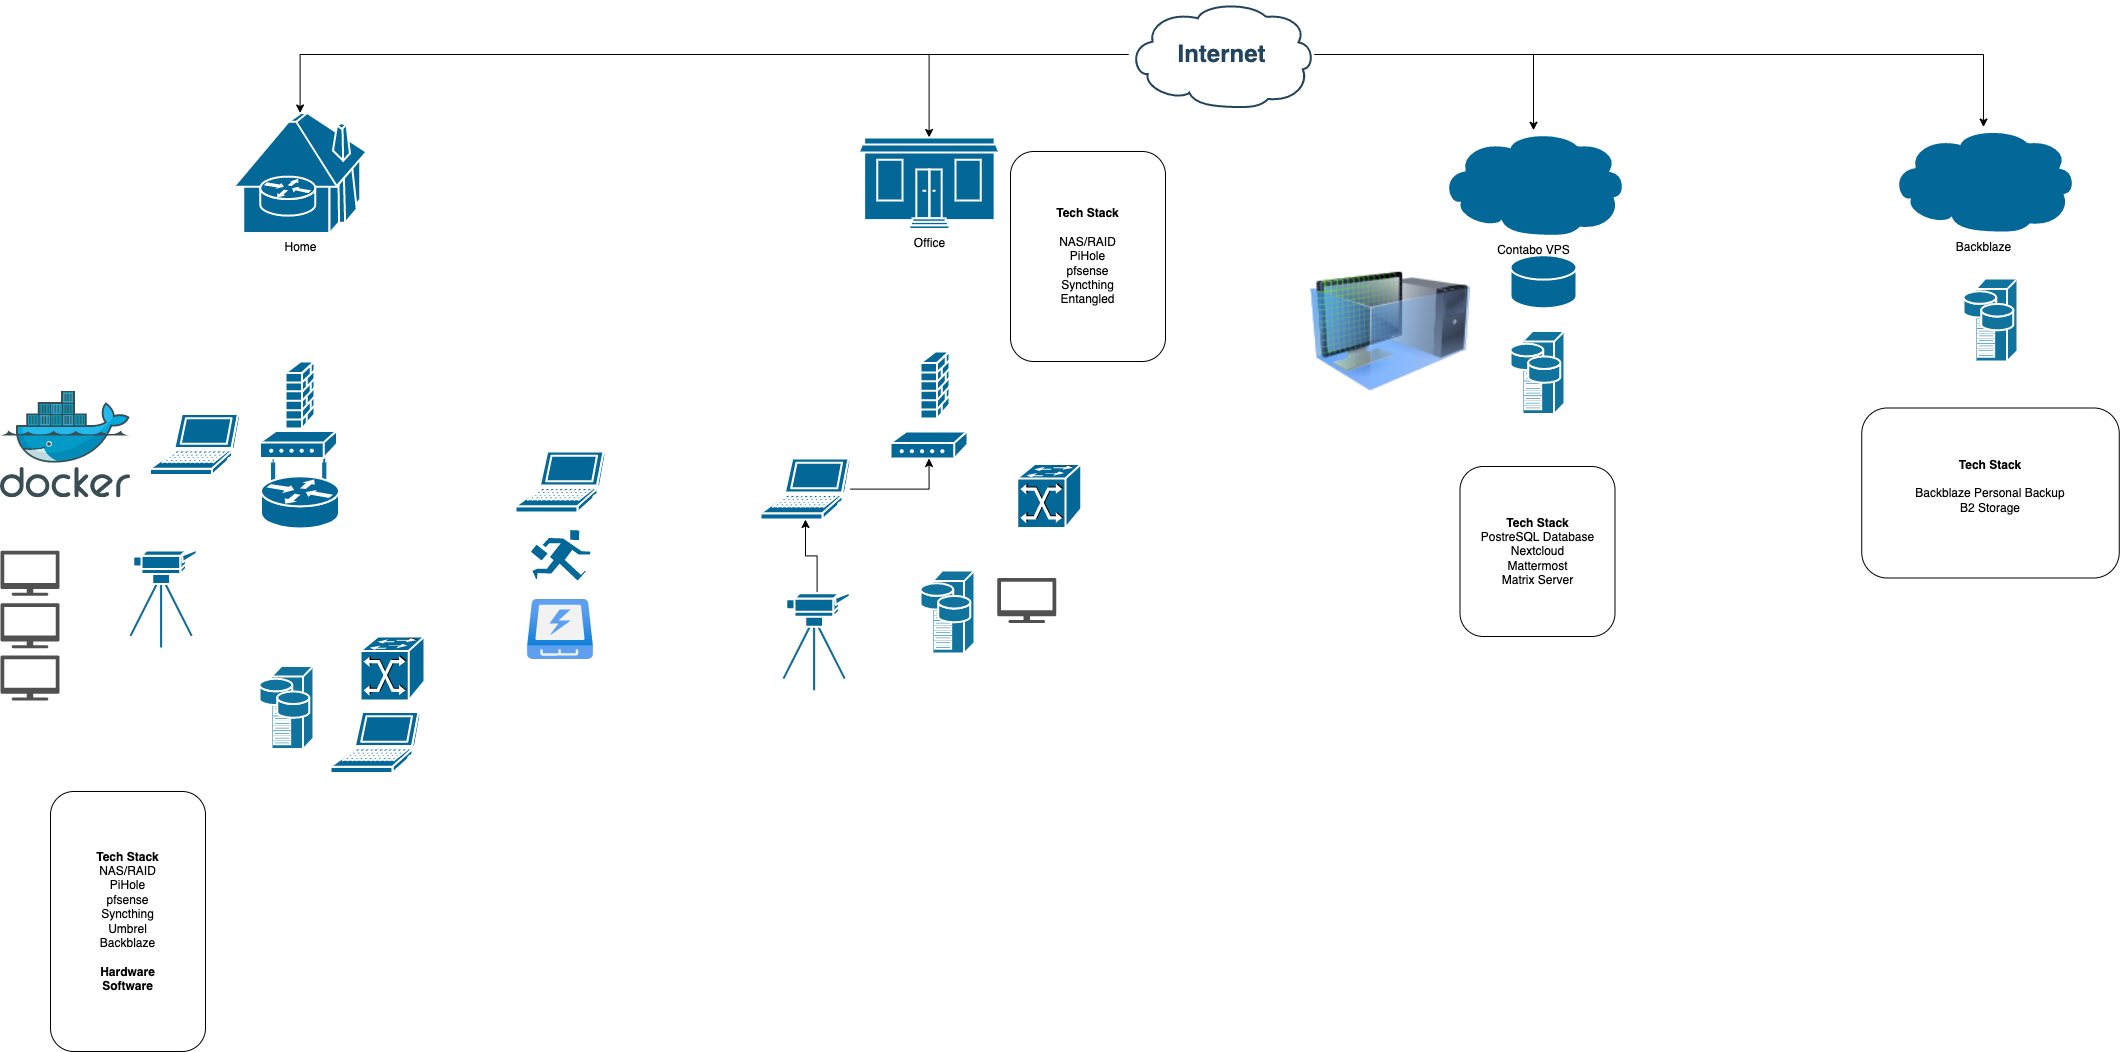 Internet
Home
Office
Tech Stack
NAS/RAID
PiHole
pfsense
Syncthing
Entangled
Contabo VPS
Backblaze
docker
Tech Stack
PostreSQL Database
Nextcloud
Mattermost
Matrix Server
Tech Stack
Backblaze Personal Backup
B2 Storage
Tech Stack
NAS/RAID
PiHole
pfsense
Syncthing
Umbrel
Backblaze
Hardware
Software